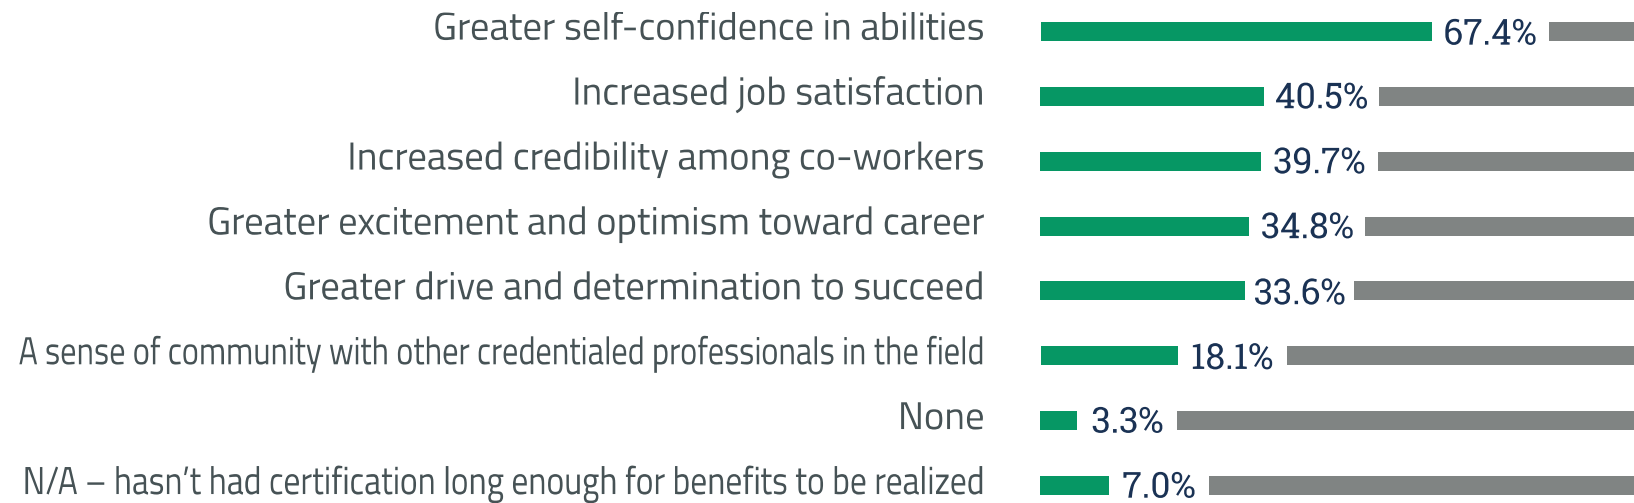 Greater self-confidence in abilities 67.4%
Increased job satisfaction 40.5%
Increased credibility among co-workers 39.7%
Greater excitement and optimism toward career 34.8%
Greater drive and determination to succeed 33.6%
A sense of community with other credentialed professionals in the field 18.1%
None 3.3%
N/A – hasn’t had certification long enough for benefits to be realized 7.0%